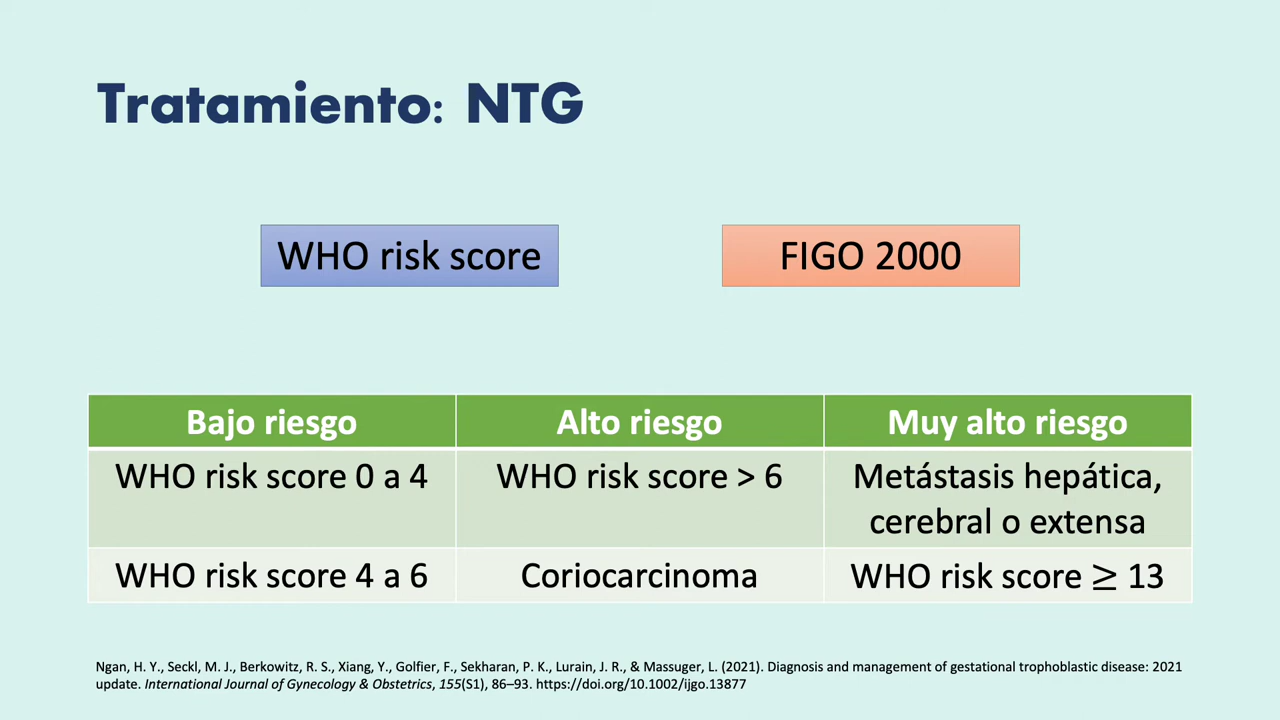 Tratamiento: NTG
WHO risk score
FIGO 2000
Bajo riesgo
Alto riesgo
Muy alto riesgo
WHO risk score 0 a 4
WHO risk score > 6
Metástasis hepática,
cerebral o extensa
WHO risk score 4 a 6
Coriocarcinoma
WHO risk score ≥ 13
Ngan, H. Y., Seckl, M. J., Berkowitz, R. S., Xiang, Y., Golfier, F., Sekharan, P. K., Lurain, J. R., & Massuger, L. (2021). Diagnosis and management of gestational trophoblastic disease: 2021
update. International Journal of Gynecology & Obstetrics, 155(S1), 86–93. https://doi.org/10.1002/ijgo.13877